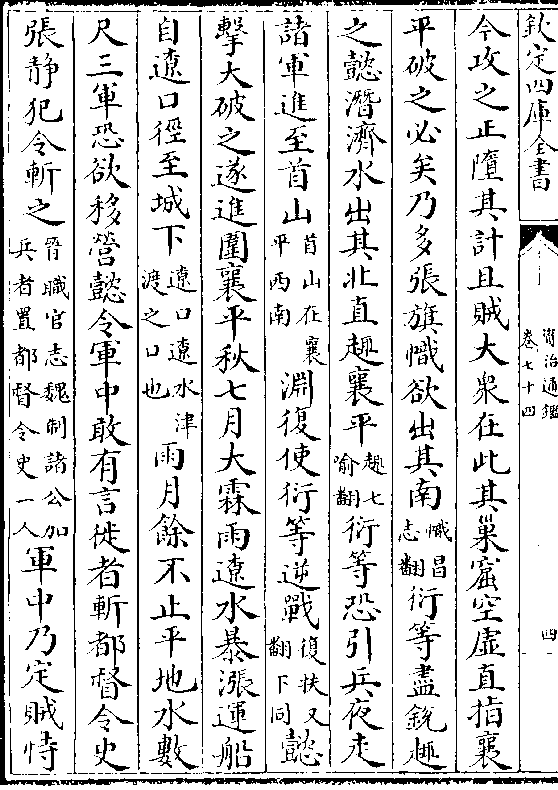 欽定四庫全書
資治通鑑
卷七十四
四
今攻之正墮其計且賊大衆在此其巢窟空虛直指襄
平破之必矣乃多張旗幟欲出其南幟昌志翻衍等盡銳趣
之懿潛濟水出其北直趣襄平趣七喻翻衍等恐引兵夜走
諸軍進至首山首山在襄平西南淵復使衍等逆戰復扶又翻下同懿
擊大破之遂進圍襄平秋七月大霖雨遼水暴漲運船
自遼口徑至城下遼口遼水津渡之口也雨月餘不止平地水數
尺三軍恐欲移營懿令軍中敢有言徙者斬都督令史
張靜犯令斬之晉職官志魏制諸公加兵者置都督令史一人軍中乃定賊恃